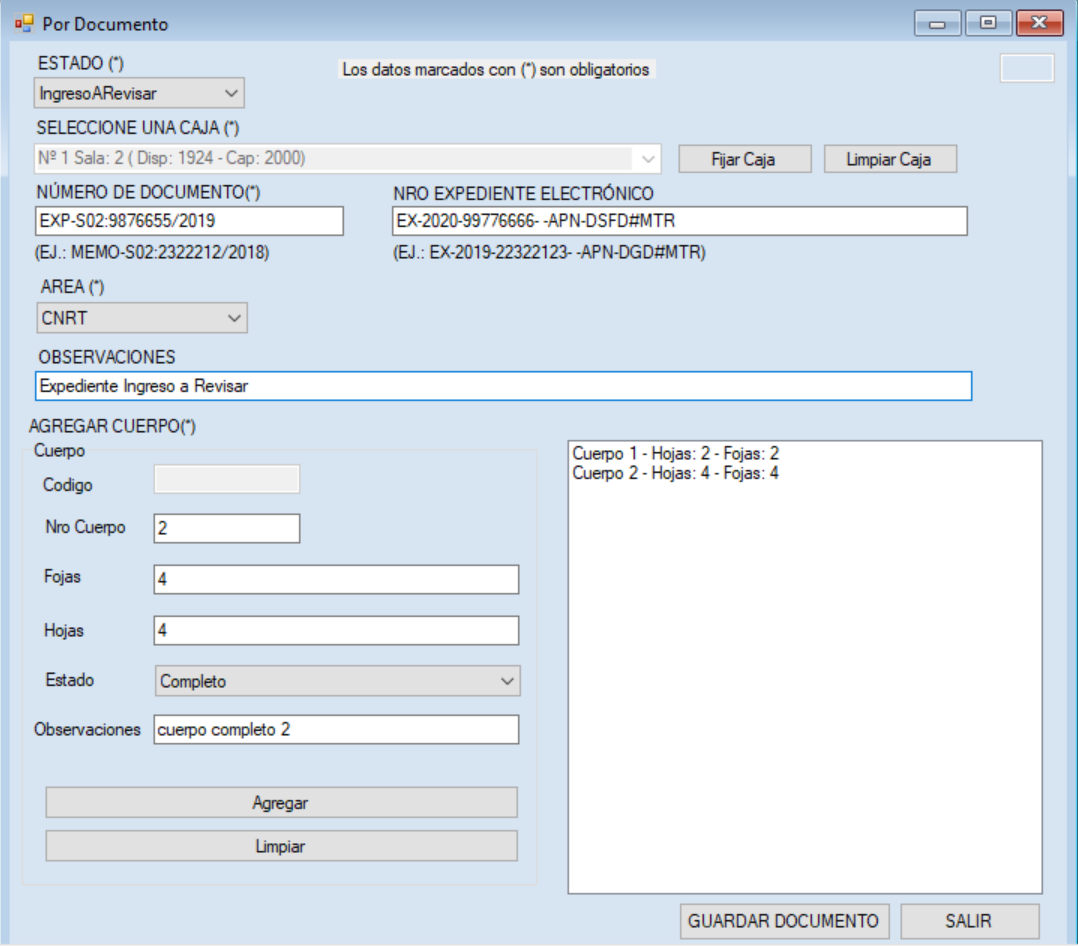 Por Documento
ESTADO (*)
Los datos marcados con (*) son obligatorios
IngresoARevisar
SELECCIONE UNA CAJA (*)
Nº 1 Sala: 2 ( Disp: 1924 - Cap: 2000)
Fijar Caja
Limpiar Caja
NÚMERO DE DOCUMENTO(*)
NRO EXPEDIENTE ELECTRÓNICO
EXP-S02:9876655/2019
EX-2020-99776666- -APN-DSFD#MTR
(EJ.: MEMO-S02:2322212/2018)
(EJ.: EX-2019-22322123- -APN-DGD#MTR)
AREA (*)
CNRT
OBSERVACIONES
Expediente Ingreso a Revisar
AGREGAR CUERPO(*)
Cuerpo
Codigo
Nro Cuerpo
2
Fojas
4
Hojas
4
Estado
Completo
Observaciones
cuerpo completo 2
Agregar
Limpiar
Cuerpo 1 - Hojas: 2 - Fojas: 2
Cuerpo 2 - Hojas: 4 - Fojas: 4
GUARDAR DOCUMENTO
SALIR